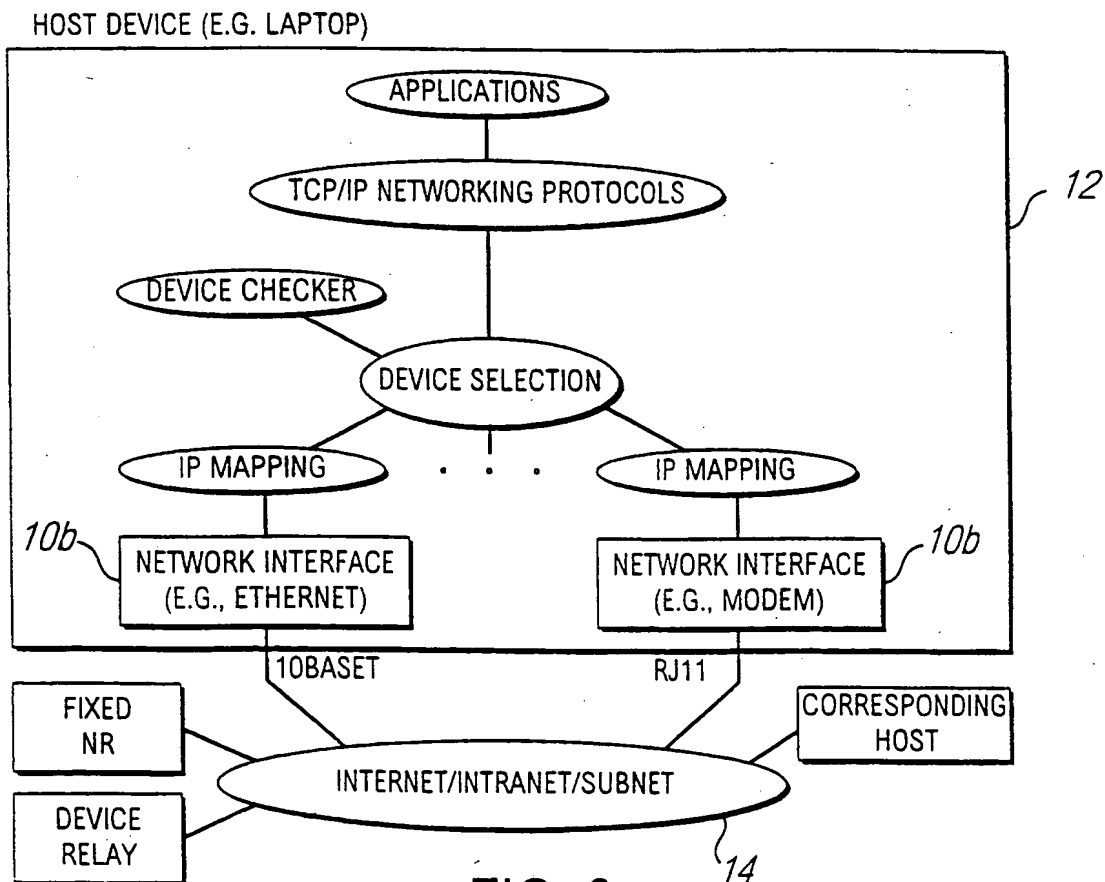 HOST DEVICE (E.G. LAPTOP)
APPLICATIONS
TCP/IP NETWORKING PROTOCOLS
12
DEVICE CHECKER
DEVICE SELECTION
IP MAPPING
. . .
IP MAPPING
10b
NETWORK INTERFACE
(E.G., ETHERNET)
NETWORK INTERFACE
(E.G., MODEM)
10b
10BASET
RJ11
FIXED
NR
CORRESPONDING
HOST
INTERNET/INTRANET/SUBNET
DEVICE
RELAY
14